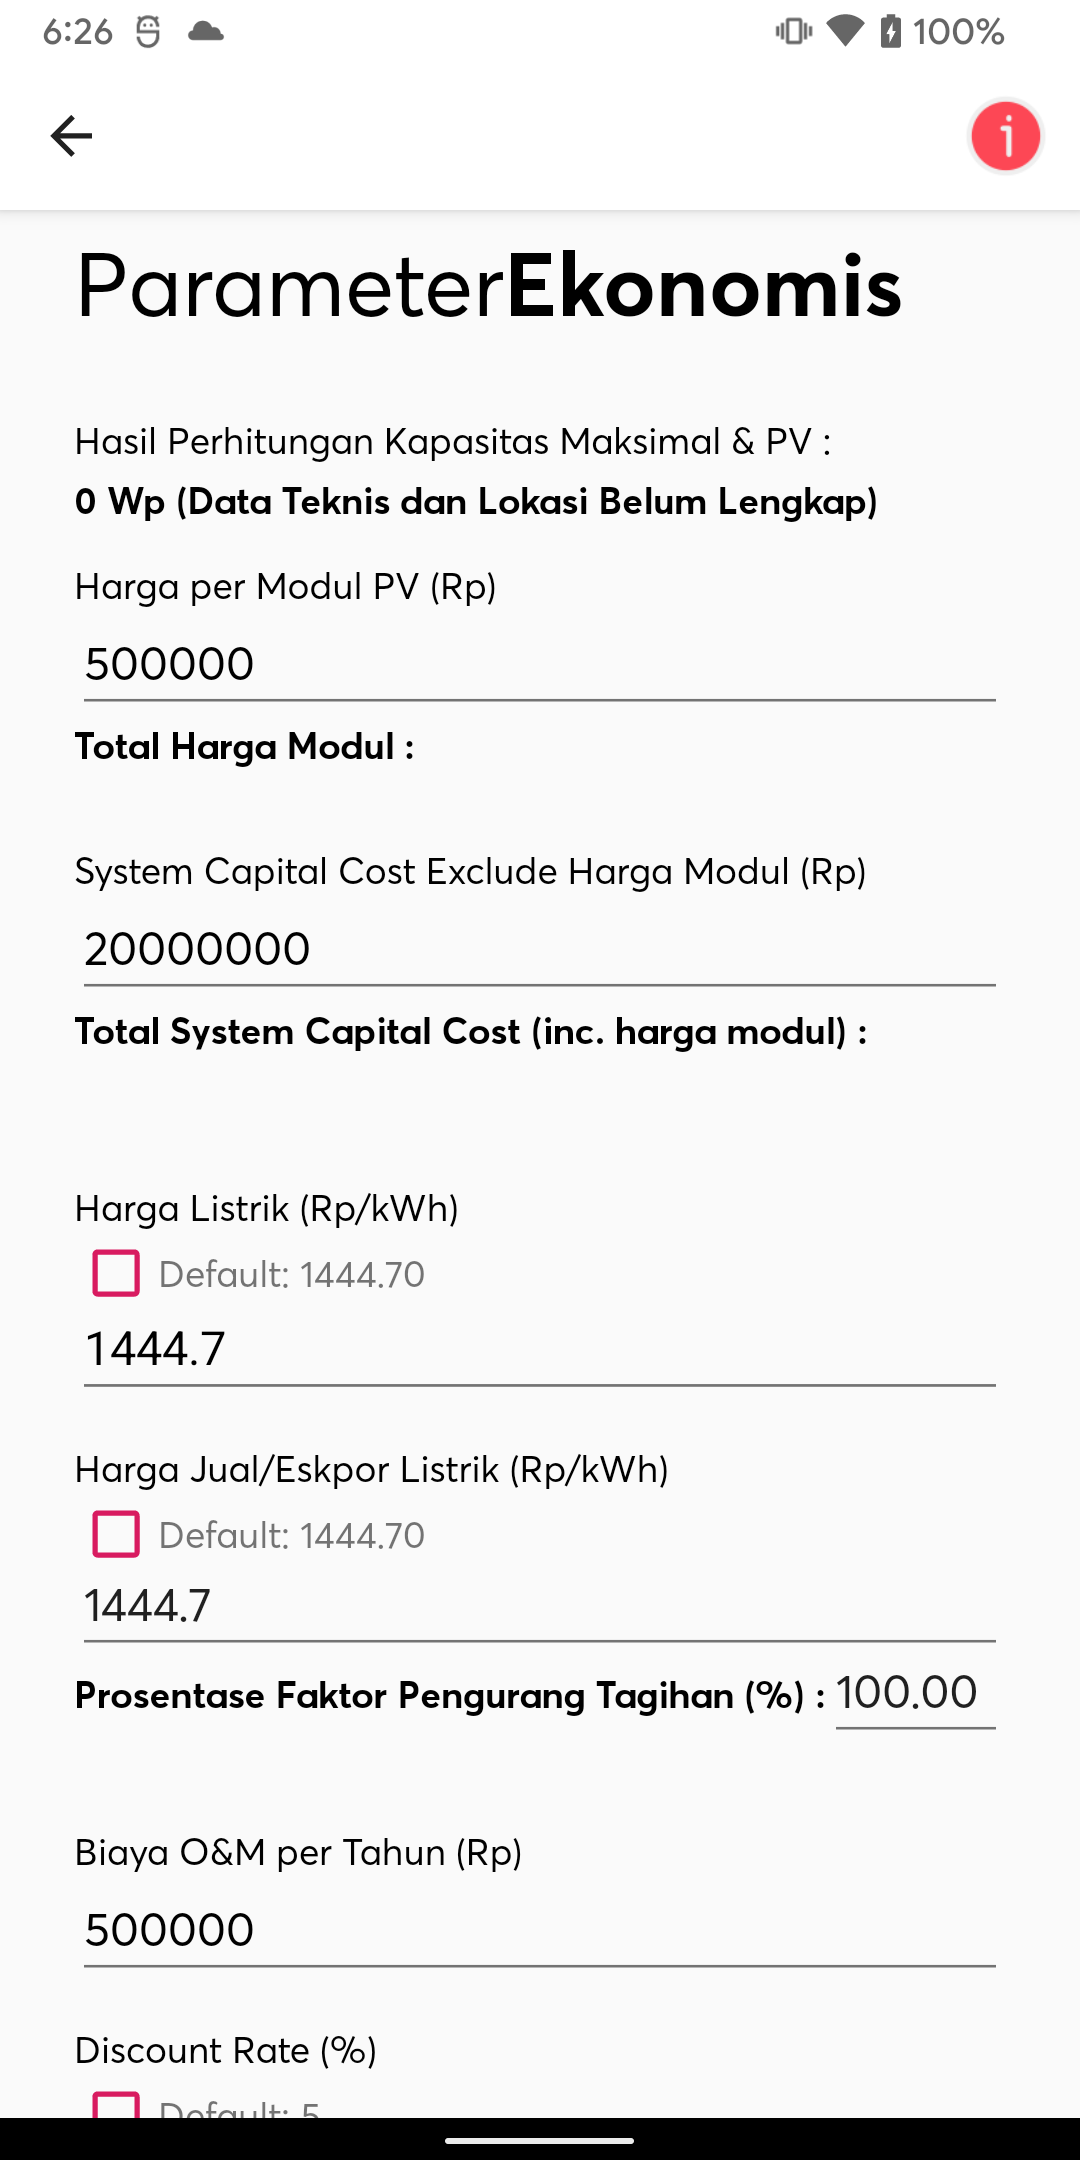 6:26
100%
ParameterEkonomis
Hasil Perhitungan Kapasitas Maksimal & PV :
0 Wp (Data Teknis dan Lokasi Belum Lengkap)
Harga per Modul PV (Rp)
500000
Total Harga Modul :
System Capital Cost Exclude Harga Modul (Rp)
20000000
Total System Capital Cost (inc. harga modul) :
Harga Listrik (Rp/kWh)
Default: 1444.70
1444.7
Harga Jual/Eskpor Listrik (Rp/kWh)
Default: 1444.70
1444.7
Prosentase Faktor Pengurang Tagihan (%) : 100.00
Biaya O&M per Tahun (Rp)
500000
Discount Rate (%)
Default: 5